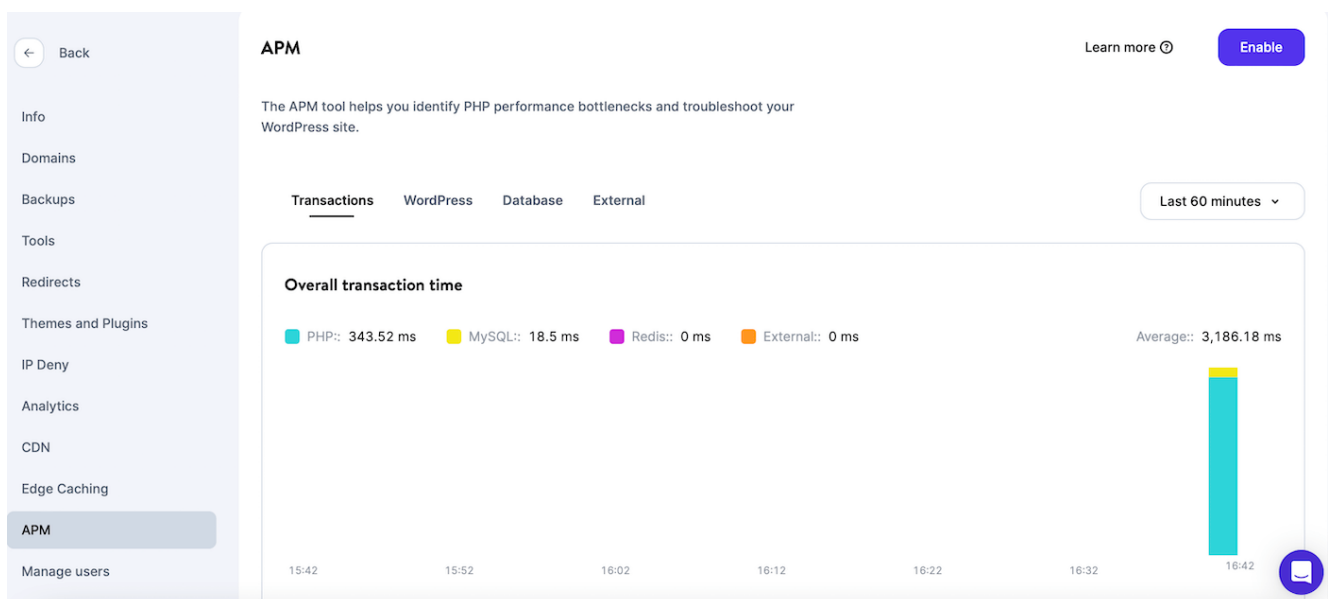 Back
Info
Domains
Backups
Tools
Redirects
Themes and Plugins
IP Deny
Analytics
CDN
Edge Caching
APM
Manage users
APM
Learn more
Enable
The APM tool helps you identify PHP performance bottlenecks and troubleshoot your
WordPress site.
Transactions WordPress Database External
Last 60 minutes
Overall transaction time
PHP:: 343.52 ms MySQL:: 18.5 ms Redis:: 0 ms External:: 0 ms Average:: 3,186.18 ms
15:42 15:52 16:02 16:12 16:22 16:32 16:42